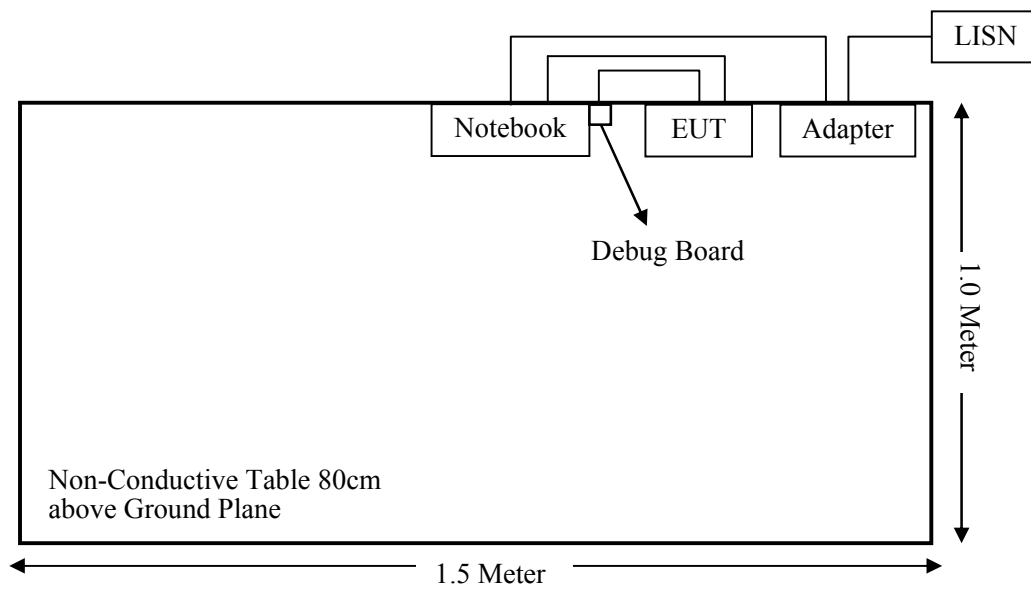 LISN
Notebook
EUT
Adapter
Debug Board
1.0 Meter
Non-Conductive Table 80cm
above Ground Plane
1.5 Meter